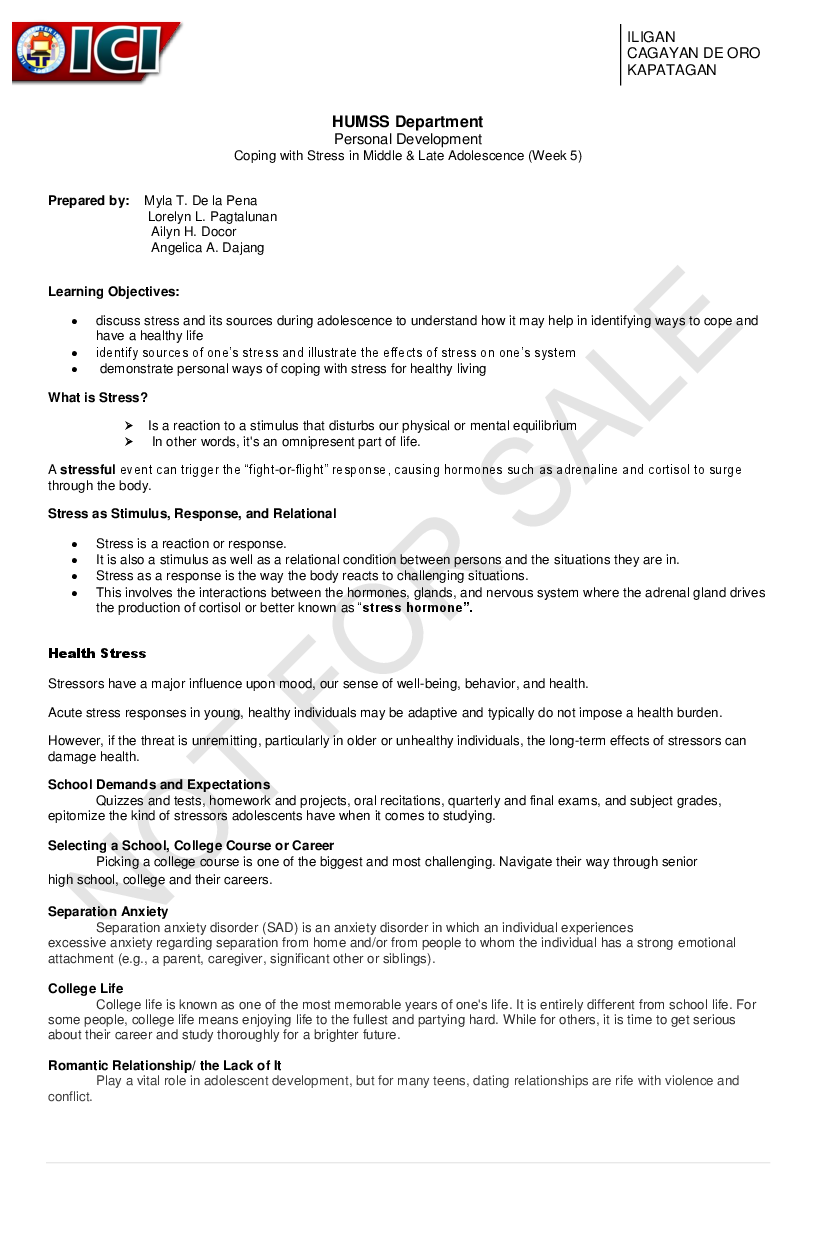 ICI
ILIGAN
CAGAYAN DE ORO
KAPATAGAN
HUMSS Department
Personal Development
Coping with Stress in Middle & Late Adolescence (Week 5)
Prepared by: Myla T. De la Pena
Lorelyn L. Pagtalunan
Ailyn H. Docor
Angelica A. Dajang
Learning Objectives:
• discuss stress and its sources during adolescence to understand how it may help in identifying ways to cope and
have a healthy life
• identify sources of one’s stress and illustrate the effects of stress on one’s system
• demonstrate personal ways of coping with stress for healthy living
What is Stress?
➢ Is a reaction to a stimulus that disturbs our physical or mental equilibrium
➢ In other words, it's an omnipresent part of life.
A stressful event can trigger the “fight-or-flight” response, causing hormones such as adrenaline and cortisol to surge
through the body.
Stress as Stimulus, Response, and Relational
• Stress is a reaction or response.
• It is also a stimulus as well as a relational condition between persons and the situations they are in.
• Stress as a response is the way the body reacts to challenging situations.
• This involves the interactions between the hormones, glands, and nervous system where the adrenal gland drives
the production of cortisol or better known as “stress hormone”.
Health Stress
Stressors have a major influence upon mood, our sense of well-being, behavior, and health.
Acute stress responses in young, healthy individuals may be adaptive and typically do not impose a health burden.
However, if the threat is unremitting, particularly in older or unhealthy individuals, the long-term effects of stressors can
damage health.
School Demands and Expectations
Quizzes and tests, homework and projects, oral recitations, quarterly and final exams, and subject grades,
epitomize the kind of stressors adolescents have when it comes to studying.
Selecting a School, College Course or Career
Picking a college course is one of the biggest and most challenging. Navigate their way through senior
high school, college and their careers.
Separation Anxiety
Separation anxiety disorder (SAD) is an anxiety disorder in which an individual experiences
excessive anxiety regarding separation from home and/or from people to whom the individual has a strong emotional
attachment (e.g., a parent, caregiver, significant other or siblings).
College Life
College life is known as one of the most memorable years of one's life. It is entirely different from school life. For
some people, college life means enjoying life to the fullest and partying hard. While for others, it is time to get serious
about their career and study thoroughly for a brighter future.
Romantic Relationship/ the Lack of It
Play a vital role in adolescent development, but for many teens, dating relationships are rife with violence and
conflict.
NOT FOR SALE